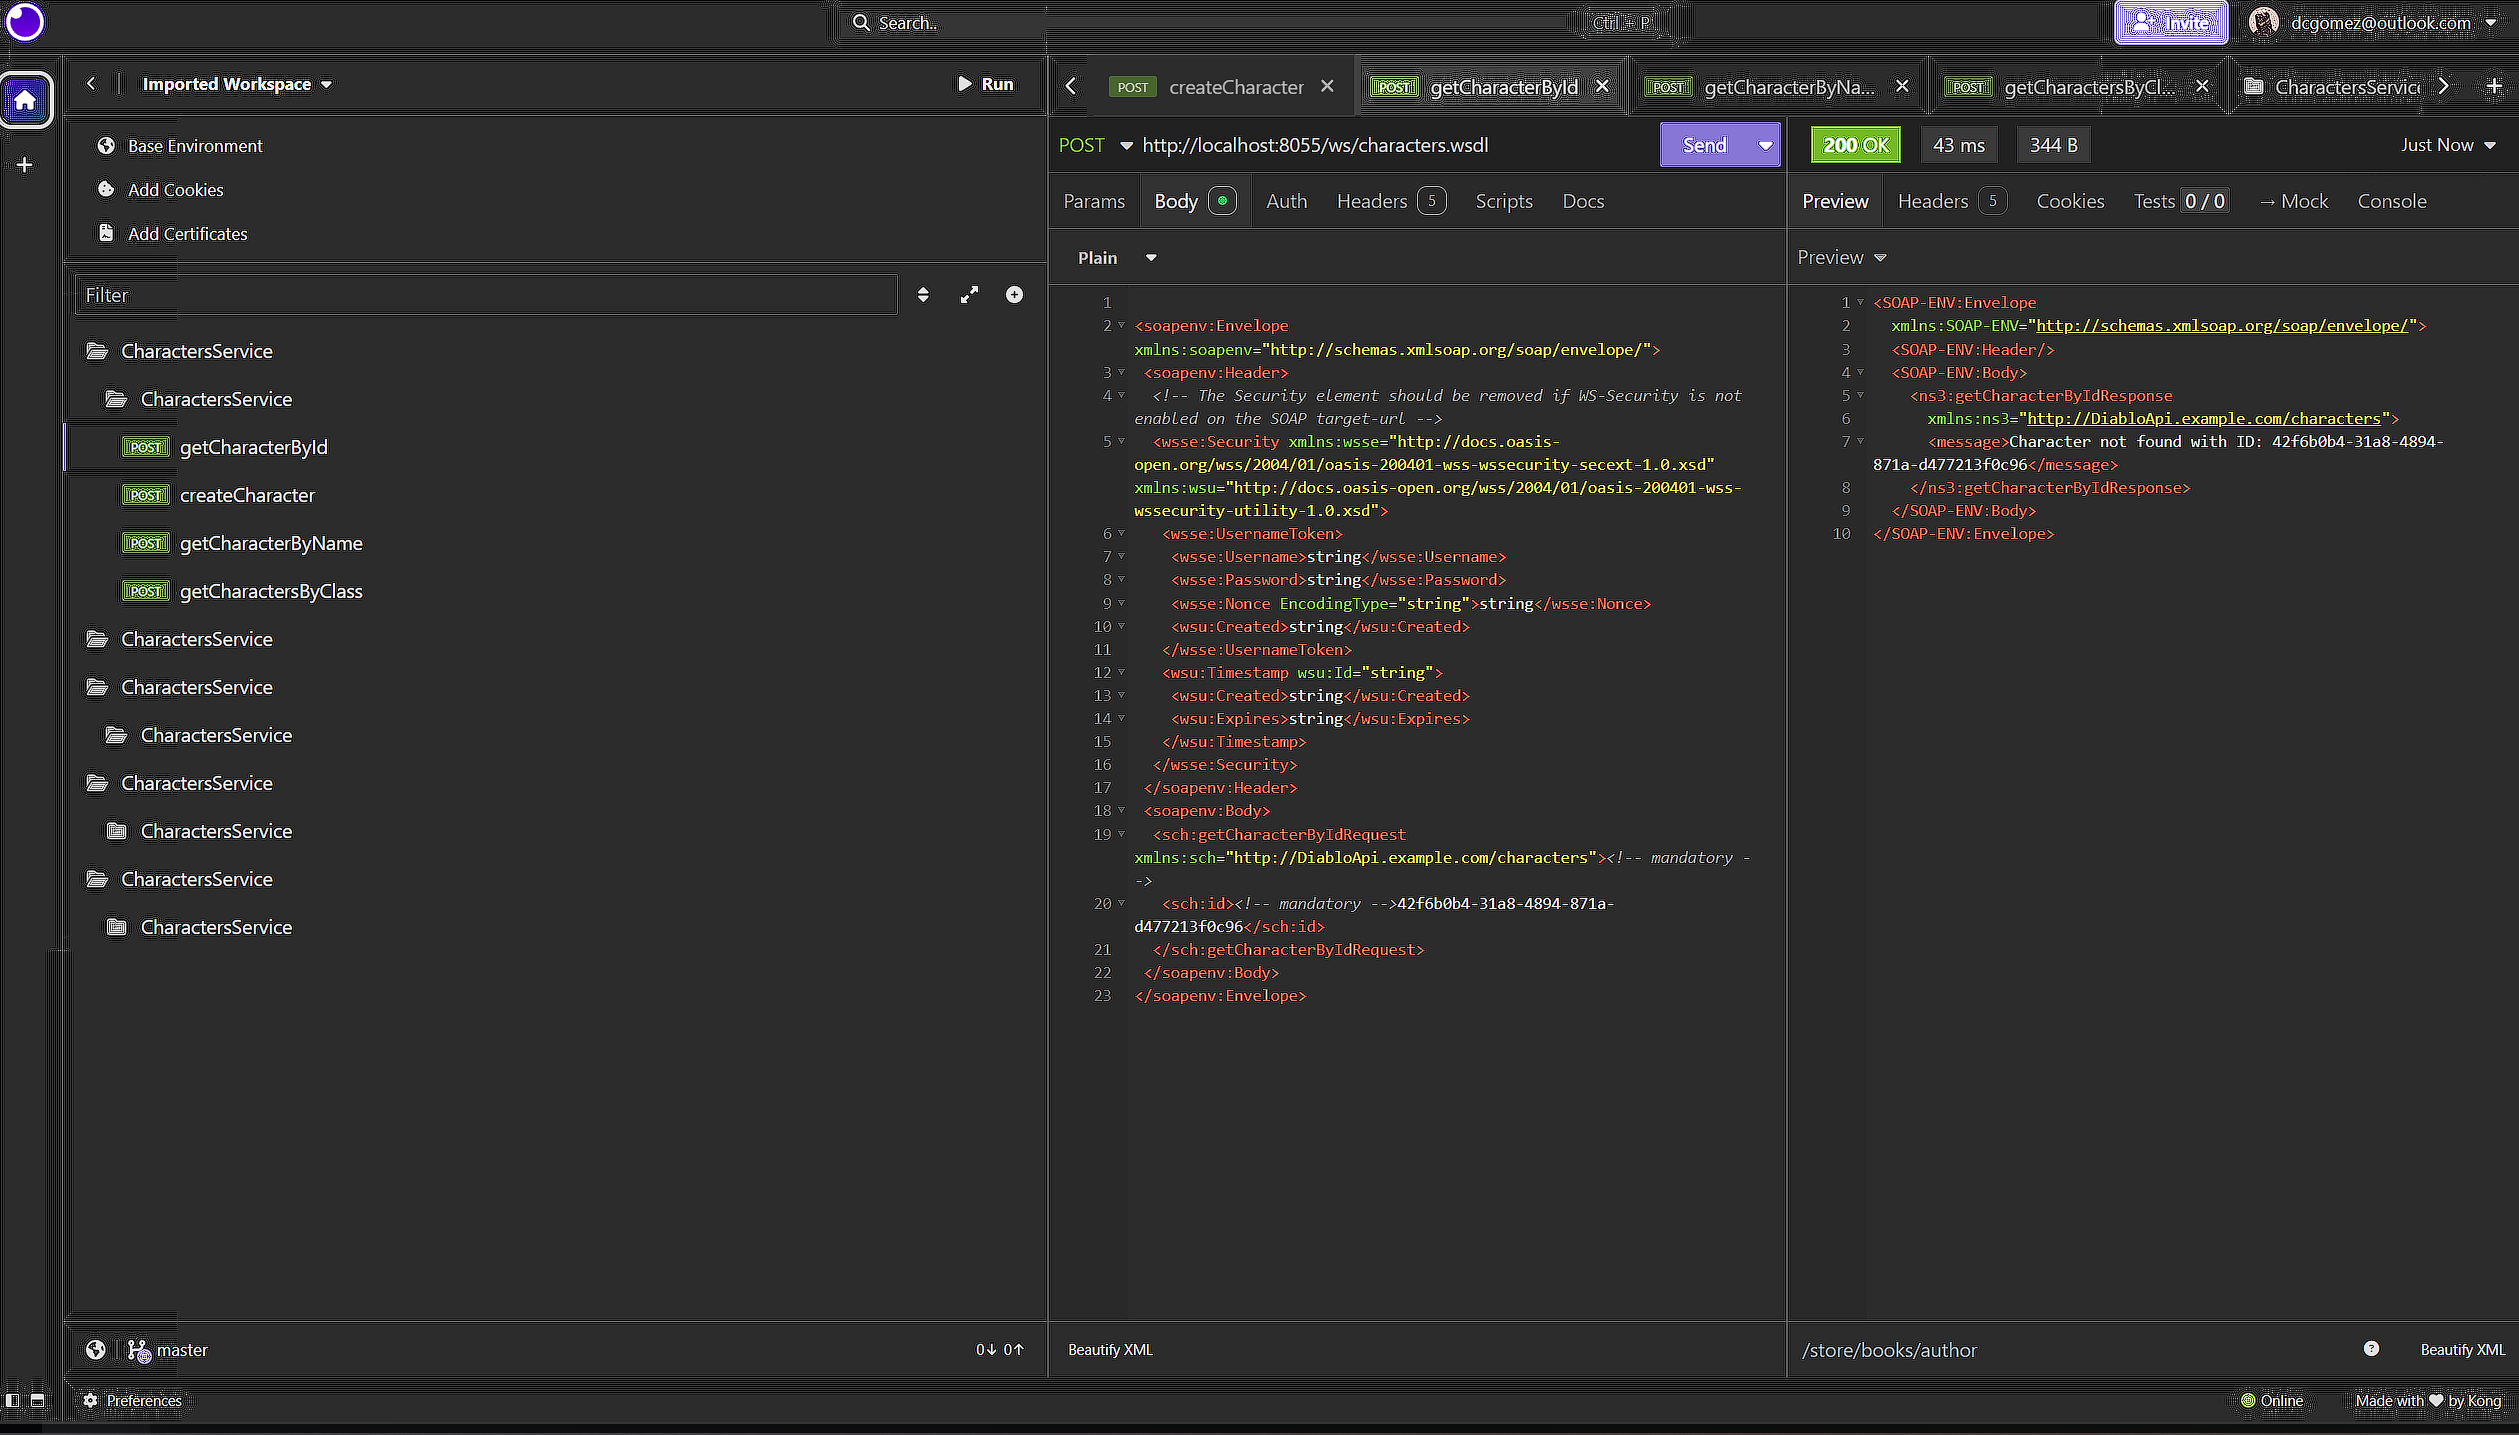 Search..
Ctrl + P
Invite
dcgomez@outlook.com
Imported Workspace
Run
POST createCharacter
POST getCharacterById
POST getCharacterByNa...
POST getCharactersByCl...
CharactersService
Base Environment
Add Cookies
Add Certificates
Filter
CharactersService
CharactersService
POST getCharacterById
POST createCharacter
POST getCharacterByName
POST getCharactersByClass
CharactersService
CharactersService
CharactersService
CharactersService
CharactersService
CharactersService
CharactersService
master
0↓ 0↑
Preferences
POST http://localhost:8055/ws/characters.wsdl
Send
Params Body Auth Headers 5 Scripts Docs
Plain
1
2 <soapenv:Envelope
xmlns:soapenv="http://schemas.xmlsoap.org/soap/envelope/">
3 <soapenv:Header>
4 <!-- The Security element should be removed if WS-Security is not
enabled on the SOAP target-url -->
5 <wsse:Security xmlns:wsse="http://docs.oasis-
open.org/wss/2004/01/oasis-200401-wss-wssecurity-secext-1.0.xsd"
xmlns:wsu="http://docs.oasis-open.org/wss/2004/01/oasis-200401-wss-
wssecurity-utility-1.0.xsd">
6 <wsse:UsernameToken>
7 <wsse:Username>string</wsse:Username>
8 <wsse:Password>string</wsse:Password>
9 <wsse:Nonce EncodingType="string">string</wsse:Nonce>
10 <wsu:Created>string</wsu:Created>
11 </wsse:UsernameToken>
12 <wsu:Timestamp wsu:Id="string">
13 <wsu:Created>string</wsu:Created>
14 <wsu:Expires>string</wsu:Expires>
15 </wsu:Timestamp>
16 </wsse:Security>
17 </soapenv:Header>
18 <soapenv:Body>
19 <sch:getCharacterByIdRequest
xmlns:sch="http://DiabloApi.example.com/characters"><!-- mandatory -
->
20 <sch:id><!-- mandatory -->42f6b0b4-31a8-4894-871a-
d477213f0c96</sch:id>
21 </sch:getCharacterByIdRequest>
22 </soapenv:Body>
23 </soapenv:Envelope>
Beautify XML
200 OK 43 ms 344 B Just Now
Preview Headers 5 Cookies Tests 0 / 0 → Mock Console
Preview
1 <SOAP-ENV:Envelope
2 xmlns:SOAP-ENV="http://schemas.xmlsoap.org/soap/envelope/">
3 <SOAP-ENV:Header/>
4 <SOAP-ENV:Body>
5 <ns3:getCharacterByIdResponse
6 xmlns:ns3="http://DiabloApi.example.com/characters">
7 <message>Character not found with ID: 42f6b0b4-31a8-4894-
871a-d477213f0c96</message>
8 </ns3:getCharacterByIdResponse>
9 </SOAP-ENV:Body>
10 </SOAP-ENV:Envelope>
/store/books/author
?
Beautify XML
Online
Made with ♥ by Kong